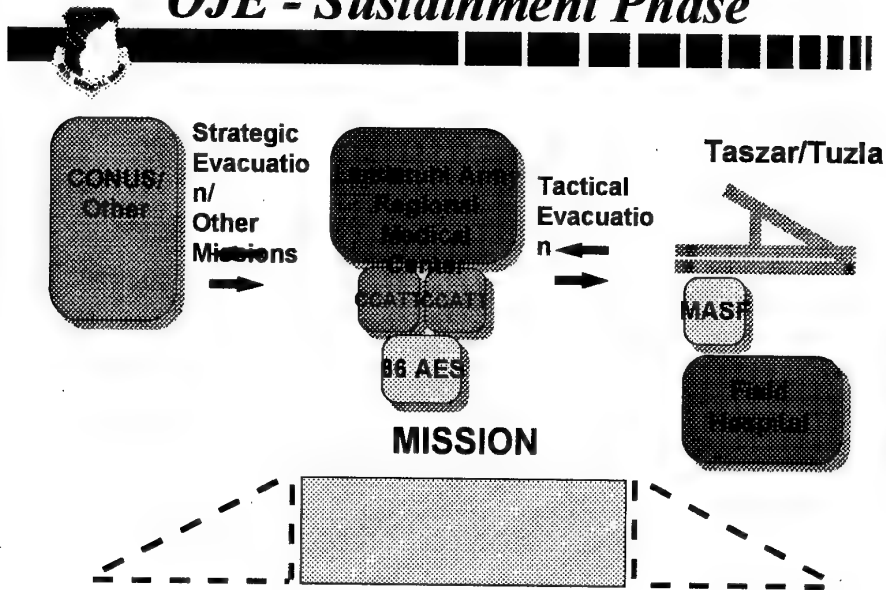 OJE - Sustainment Phase
CONUS/
Other
Strategic
Evacuatio
n/
Other
Missions
Landstuhl Army
Regional
Medical
Center
CCATT CCATT
86 AES
Tactical
Evacuatio
n
Taszar/Tuzla
MASF
Field
Hospital
MISSION